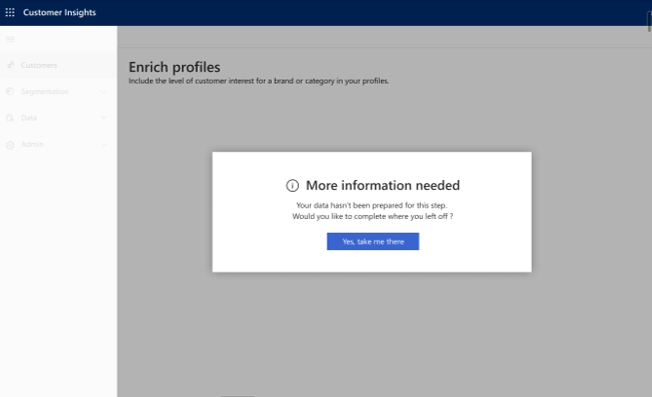 Customer Insights
Customers
Segmentation
Data
Admin
Enrich profiles
Include the level of customer interest for a brand or category in your profiles.
More information needed
Your data hasn't been prepared for this step.
Would you like to complete where you left off ?
Yes, take me there